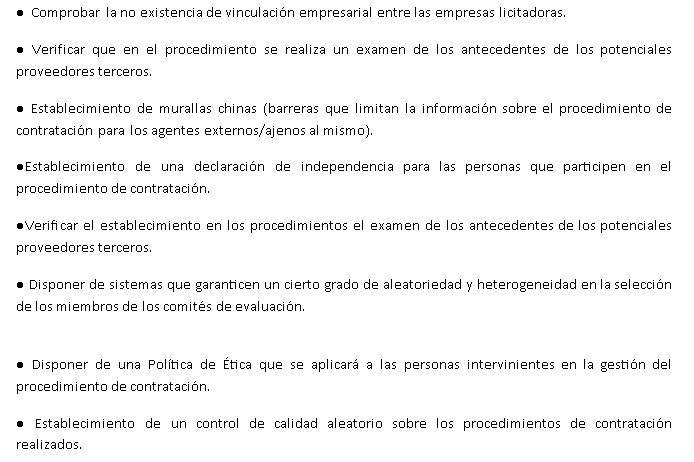 ● Comprobar la no existencia de vinculación empresarial entre las empresas licitadoras.
● Verificar que en el procedimiento se realiza un examen de los antecedentes de los potenciales
proveedores terceros.
● Establecimiento de murallas chinas (barreras que limitan la información sobre el procedimiento de
contratación para los agentes externos/ajenos al mismo).
●Establecimiento de una declaración de independencia para las personas que participen en el
procedimiento de contratación.
●Verificar el establecimiento en los procedimientos el examen de los antecedentes de los potenciales
proveedores terceros.
● Disponer de sistemas que garanticen un cierto grado de aleatoriedad y heterogeneidad en la selección
de los miembros de los comités de evaluación.
● Disponer de una Política de Ética que se aplicará a las personas intervinientes en la gestión del
procedimiento de contratación.
● Establecimiento de un control de calidad aleatorio sobre los procedimientos de contratación
realizados.